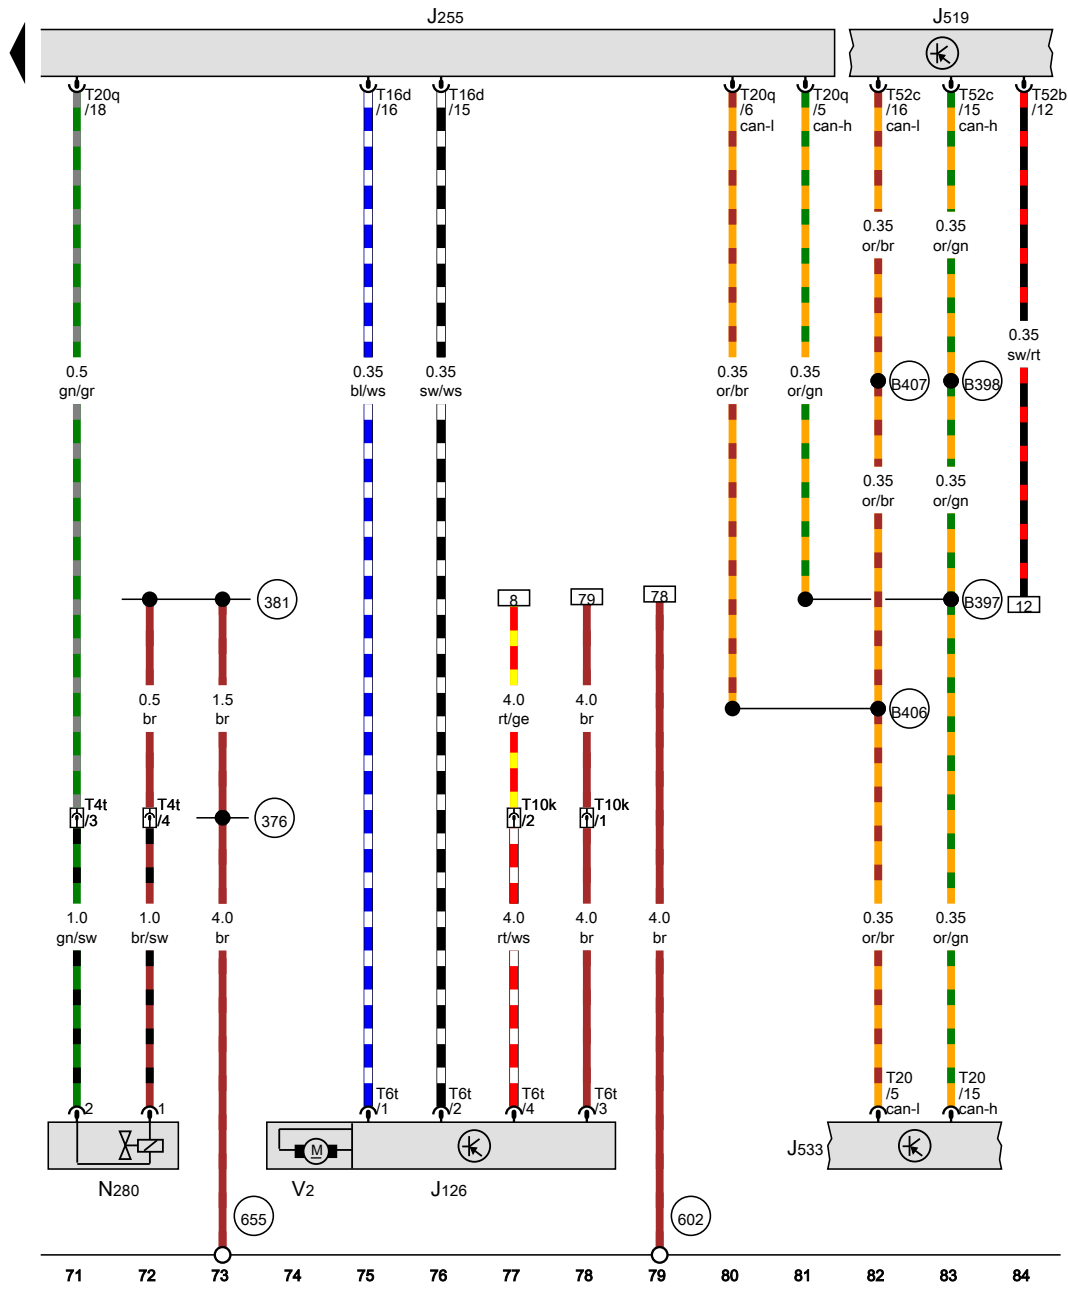 J255
J519
T20q
/18
T16d
/16
T16d
/15
T20q
/6
can-l
T20q
/5
can-h
T52c
/16
can-l
T52c
/15
can-h
T52b
/12
0.35
or/br
0.35
or/gn
0.35
sw/rt
0.5
gn/gr
0.35
bl/ws
0.35
sw/ws
0.35
or/br
0.35
or/gn
B407
B398
0.35
or/br
0.35
or/gn
381
8
79
78
B397
12
0.5
br
1.5
br
4.0
rt/ge
4.0
br
B406
T4t
/3
T4t
/4
376
T10k
/2
T10k
/1
1.0
gn/sw
1.0
br/sw
4.0
br
4.0
rt/ws
4.0
br
4.0
br
0.35
or/br
0.35
or/gn
2
1
T6t
/1
T6t
/2
T6t
/4
T6t
/3
T20
/5
can-l
T20
/15
can-h
M
J533
N280
V2
J126
655
602
71 72 73 74 75 76 77 78 79 80 81 82 83 84